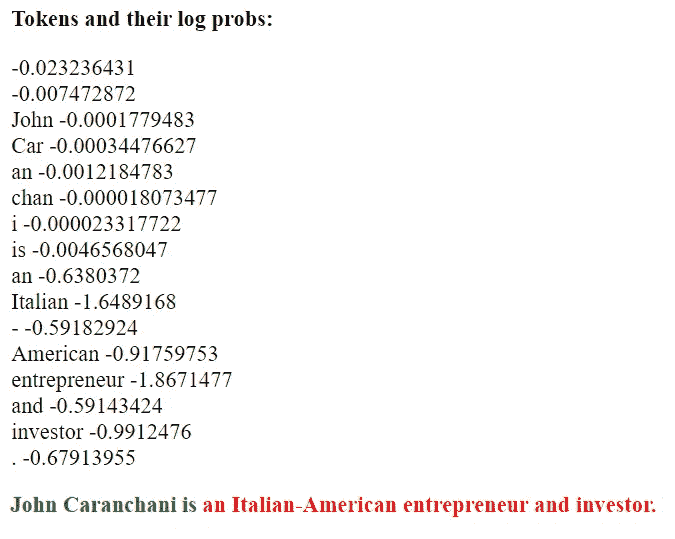 Tokens and their log probs:
-0.023236431
-0.007472872
John -0.0001779483
Car -0.00034476627
an -0.0012184783
chan -0.000018073477
i -0.000023317722
is -0.0046568047
an -0.6380372
Italian -1.6489168
- -0.59182924
American -0.91759753
entrepreneur -1.8671477
and -0.59143424
investor -0.9912476
. -0.67913955
John Caranchani is an Italian-American entrepreneur and investor.